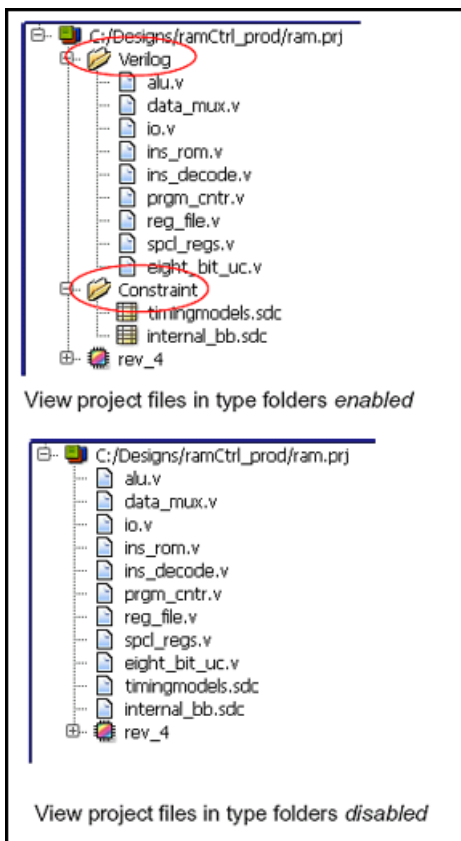 C:/Designs/ramCtrl_prod/ram.prj
Verilog
alu.v
data_mux.v
io.v
ins_rom.v
ins_decode.v
prgm_cntr.v
reg_file.v
spcl_regs.v
eight_bit_uc.v
Constraint
timingmodels.sdc
internal_bb.sdc
rev_4
View project files in type folders enabled
C:/Designs/ramCtrl_prod/ram.prj
alu.v
data_mux.v
io.v
ins_rom.v
ins_decode.v
prgm_cntr.v
reg_file.v
spcl_regs.v
eight_bit_uc.v
timingmodels.sdc
internal_bb.sdc
rev_4
View project files in type folders disabled